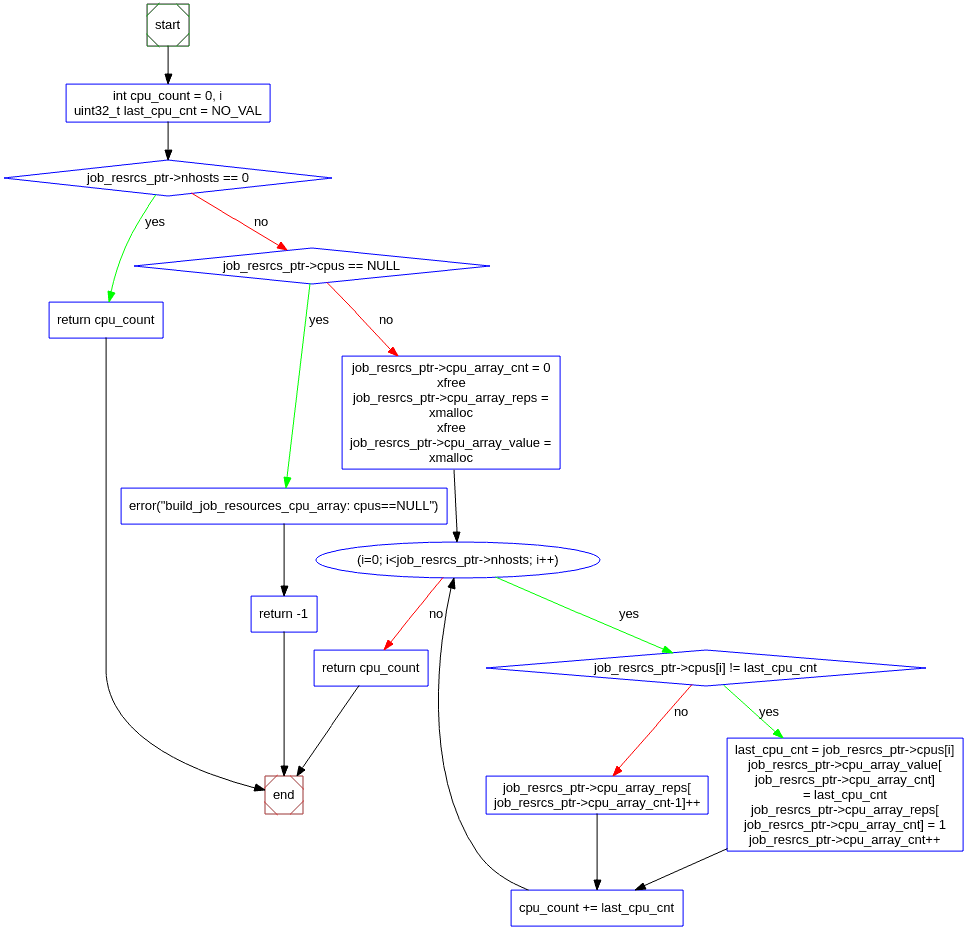 start
int cpu_count = 0, i
uint32_t last_cpu_cnt = NO_VAL
job_resrcs_ptr->nhosts == 0
yes
no
job_resrcs_ptr->cpus == NULL
return cpu_count
yes
no
job_resrcs_ptr->cpu_array_cnt = 0
xfree
job_resrcs_ptr->cpu_array_reps =
xmalloc
xfree
job_resrcs_ptr->cpu_array_value =
xmalloc
error("build_job_resources_cpu_array: cpus==NULL")
(i=0; i<job_resrcs_ptr->nhosts; i++)
return -1
no
yes
return cpu_count
job_resrcs_ptr->cpus[i] != last_cpu_cnt
no
yes
last_cpu_cnt = job_resrcs_ptr->cpus[i]
job_resrcs_ptr->cpu_array_value[
job_resrcs_ptr->cpu_array_cnt]
= last_cpu_cnt
job_resrcs_ptr->cpu_array_reps[
job_resrcs_ptr->cpu_array_cnt] = 1
job_resrcs_ptr->cpu_array_cnt++
job_resrcs_ptr->cpu_array_reps[
job_resrcs_ptr->cpu_array_cnt-1]++
end
cpu_count += last_cpu_cnt